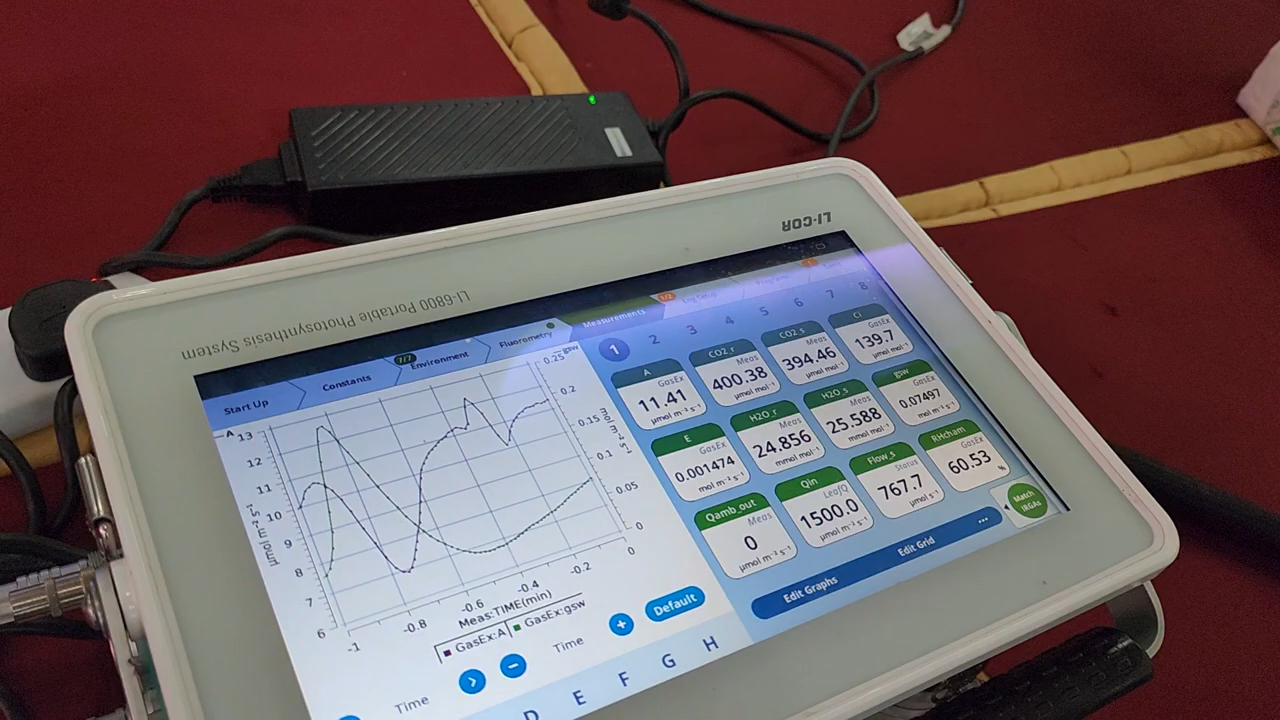 LI-COR
LI-6800 Portable Photosynthesis System
Start Up
Constants
7/7
Environment
Fluorometry
Measurements
1/2
Log Setup
1 2 3 4 5 6 7 8
A
GasEx
11.41
µmol m⁻² s⁻¹
CO2_r
Meas
400.38
µmol mol⁻¹
CO2_s
Meas
394.46
µmol mol⁻¹
Ci
GasEx
139.7
µmol mol⁻¹
E
GasEx
0.001474
mol m⁻² s⁻¹
H2O_r
Meas
24.856
mmol mol⁻¹
H2O_s
Meas
25.588
mmol mol⁻¹
gsw
GasEx
0.07497
mol m⁻² s⁻¹
Qamb_out
Meas
0
µmol m⁻² s⁻¹
Qin
LeafQ
1500.0
µmol m⁻² s⁻¹
Flow_s
Status
767.7
µmol s⁻¹
RHcham
GasEx
60.53
%
Match
IRGAs
Edit Graphs
Edit Grid
...
A
13
12
11
10
9
8
7
6
µmol m⁻² s⁻¹
gsw
0.25
0.2
0.15
0.1
0.05
0
mol m⁻² s⁻¹
-1 -0.8 -0.6 -0.4 -0.2 0
Meas:TIME(min)
GasEx:A
GasEx:gsw
Time
Time
+
Default
D E F G H